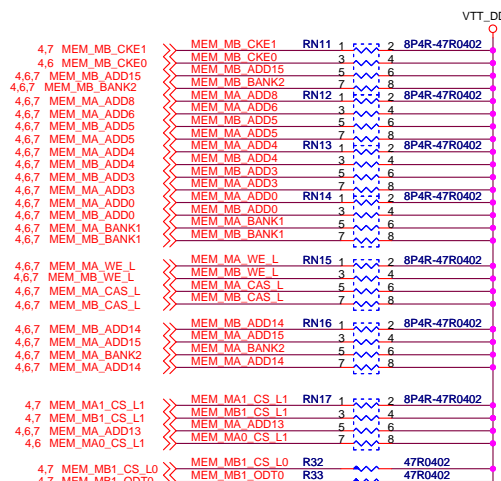 VTT_DD
4,7 MEM_MB_CKE1 MEM_MB_CKE1 RN11 1 2 8P4R-47R0402
4,6 MEM_MB_CKE0 MEM_MB_CKE0 3 4
4,6,7 MEM_MB_ADD15 MEM_MB_ADD15 5 6
4,6,7 MEM_MB_BANK2 MEM_MB_BANK2 7 8
4,6,7 MEM_MA_ADD8 MEM_MA_ADD8 RN12 1 2 8P4R-47R0402
4,6,7 MEM_MA_ADD6 MEM_MA_ADD6 3 4
4,6,7 MEM_MB_ADD5 MEM_MB_ADD5 5 6
4,6,7 MEM_MA_ADD5 MEM_MA_ADD5 7 8
4,6,7 MEM_MA_ADD4 MEM_MA_ADD4 RN13 1 2 8P4R-47R0402
4,6,7 MEM_MB_ADD4 MEM_MB_ADD4 3 4
4,6,7 MEM_MB_ADD3 MEM_MB_ADD3 5 6
4,6,7 MEM_MA_ADD3 MEM_MA_ADD3 7 8
4,6,7 MEM_MA_ADD0 MEM_MA_ADD0 RN14 1 2 8P4R-47R0402
4,6,7 MEM_MB_ADD0 MEM_MB_ADD0 3 4
4,6,7 MEM_MA_BANK1 MEM_MA_BANK1 5 6
4,6,7 MEM_MB_BANK1 MEM_MB_BANK1 7 8
4,6,7 MEM_MA_WE_L MEM_MA_WE_L RN15 1 2 8P4R-47R0402
4,6,7 MEM_MB_WE_L MEM_MB_WE_L 3 4
4,6,7 MEM_MA_CAS_L MEM_MA_CAS_L 5 6
4,6,7 MEM_MB_CAS_L MEM_MB_CAS_L 7 8
4,6,7 MEM_MB_ADD14 MEM_MB_ADD14 RN16 1 2 8P4R-47R0402
4,6,7 MEM_MA_ADD15 MEM_MA_ADD15 3 4
4,6,7 MEM_MA_BANK2 MEM_MA_BANK2 5 6
4,6,7 MEM_MA_ADD14 MEM_MA_ADD14 7 8
4,7 MEM_MA1_CS_L1 MEM_MA1_CS_L1 RN17 1 2 8P4R-47R0402
4,7 MEM_MB1_CS_L1 MEM_MB1_CS_L1 3 4
4,6,7 MEM_MA_ADD13 MEM_MA_ADD13 5 6
4,6 MEM_MA0_CS_L1 MEM_MA0_CS_L1 7 8
4,7 MEM_MB1_CS_L0 MEM_MB1_CS_L0 R32 47R0402
4,7 MEM_MB1_ODT0 MEM_MB1_ODT0 R33 47R0402